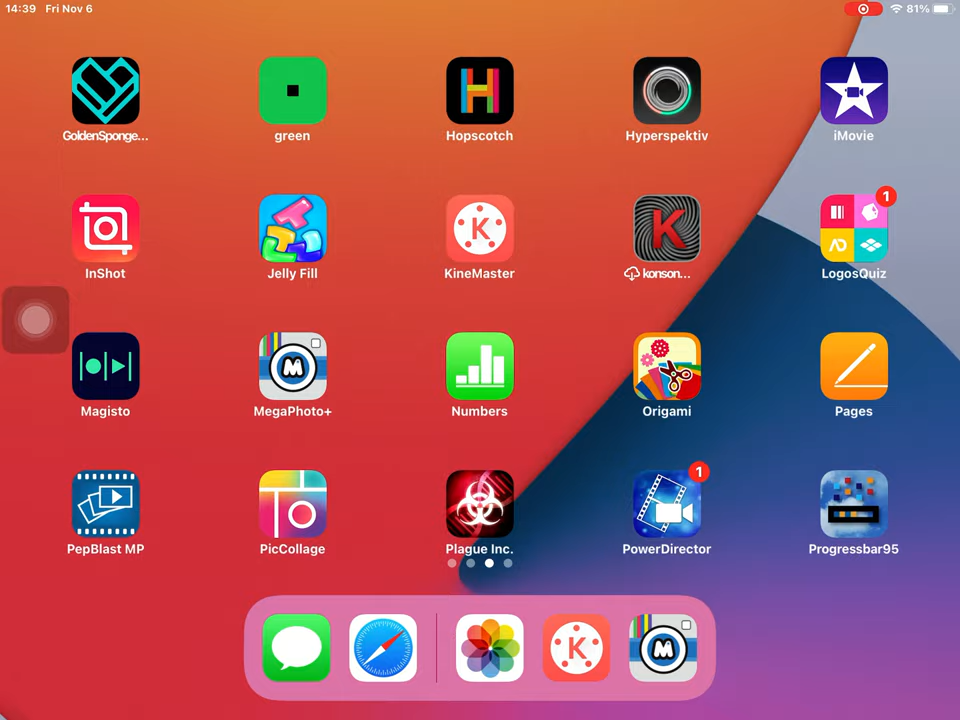 14:39 Fri Nov 6 81%
GoldenSponge... green Hopscotch Hyperspektiv iMovie
1
InShot Jelly Fill KineMaster konson... LogosQuiz
Magisto MegaPhoto+ Numbers Origami Pages
1
PepBlast MP PicCollage Plague Inc. PowerDirector Progressbar95